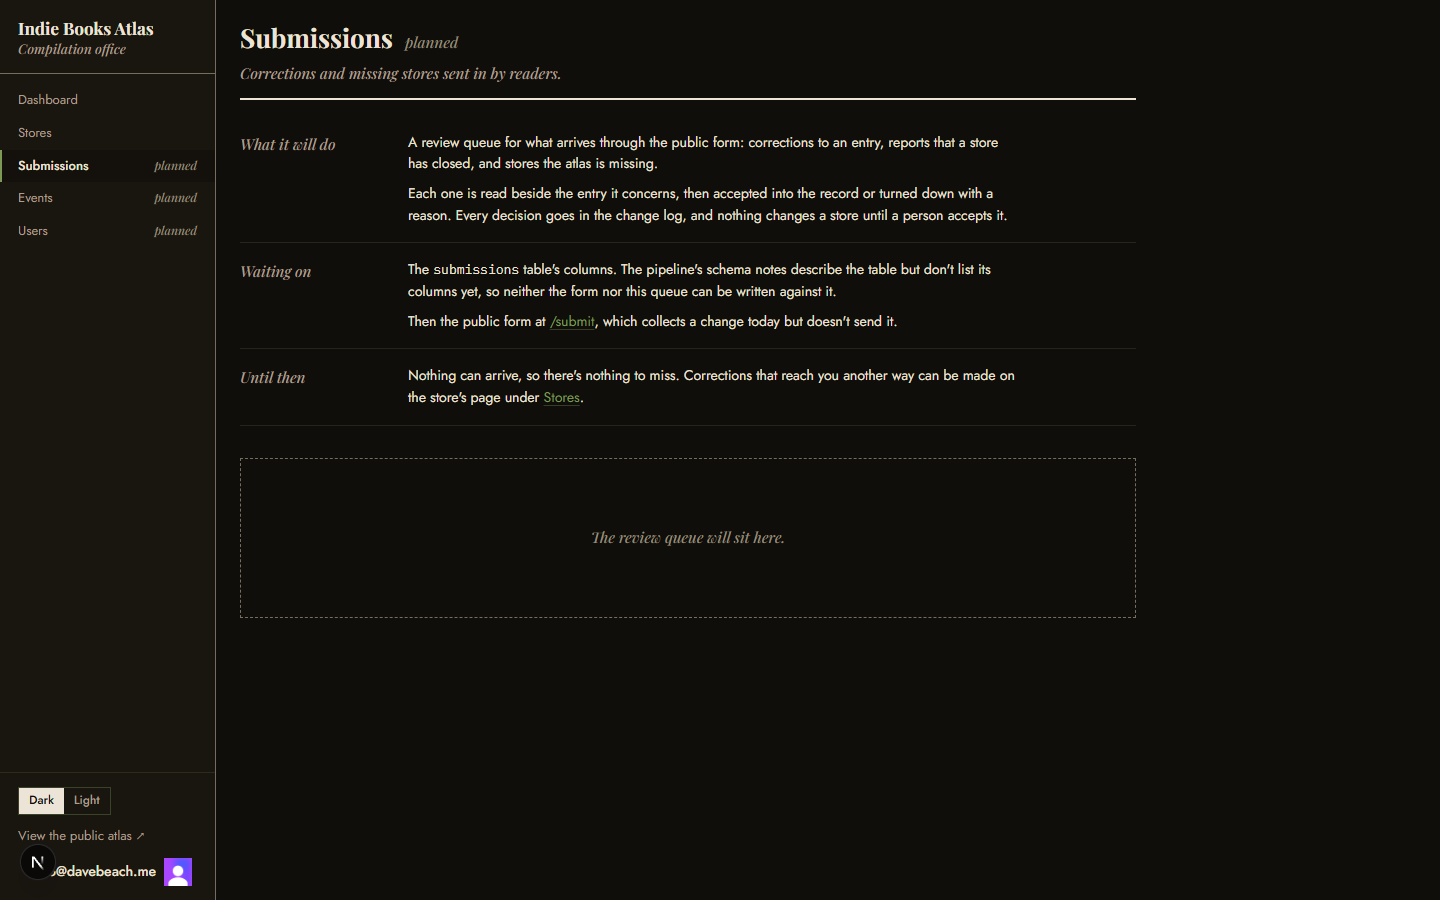 Indie Books Atlas
Compilation office
Dashboard
Stores
Submissions planned
Events planned
Users planned
Dark Light
View the public atlas ↗
N
@davebeach.me
Submissions planned
Corrections and missing stores sent in by readers.
What it will do
A review queue for what arrives through the public form: corrections to an entry, reports that a store
has closed, and stores the atlas is missing.
Each one is read beside the entry it concerns, then accepted into the record or turned down with a
reason. Every decision goes in the change log, and nothing changes a store until a person accepts it.
Waiting on
The submissions table's columns. The pipeline's schema notes describe the table but don't list its
columns yet, so neither the form nor this queue can be written against it.
Then the public form at /submit, which collects a change today but doesn't send it.
Until then
Nothing can arrive, so there's nothing to miss. Corrections that reach you another way can be made on
the store's page under Stores.
The review queue will sit here.